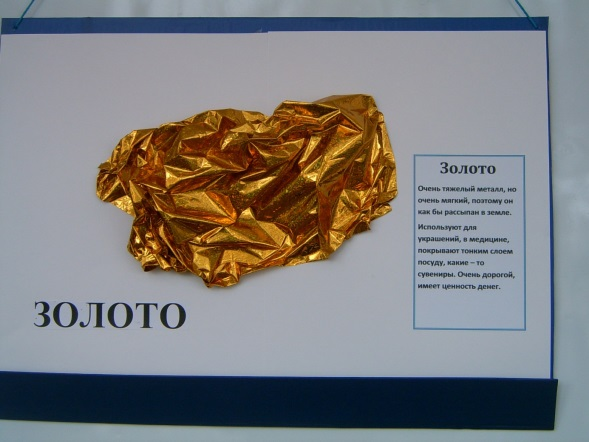 Золото
Очень тяжелый металл, но
очень мягкий, поэтому он
как бы рассыпан в земле.
Используют для
украшений, в медицине,
покрывают тонким слоем
посуду, какие – то
сувениры. Очень дорогой,
имеет ценность денег.
ЗОЛОТО